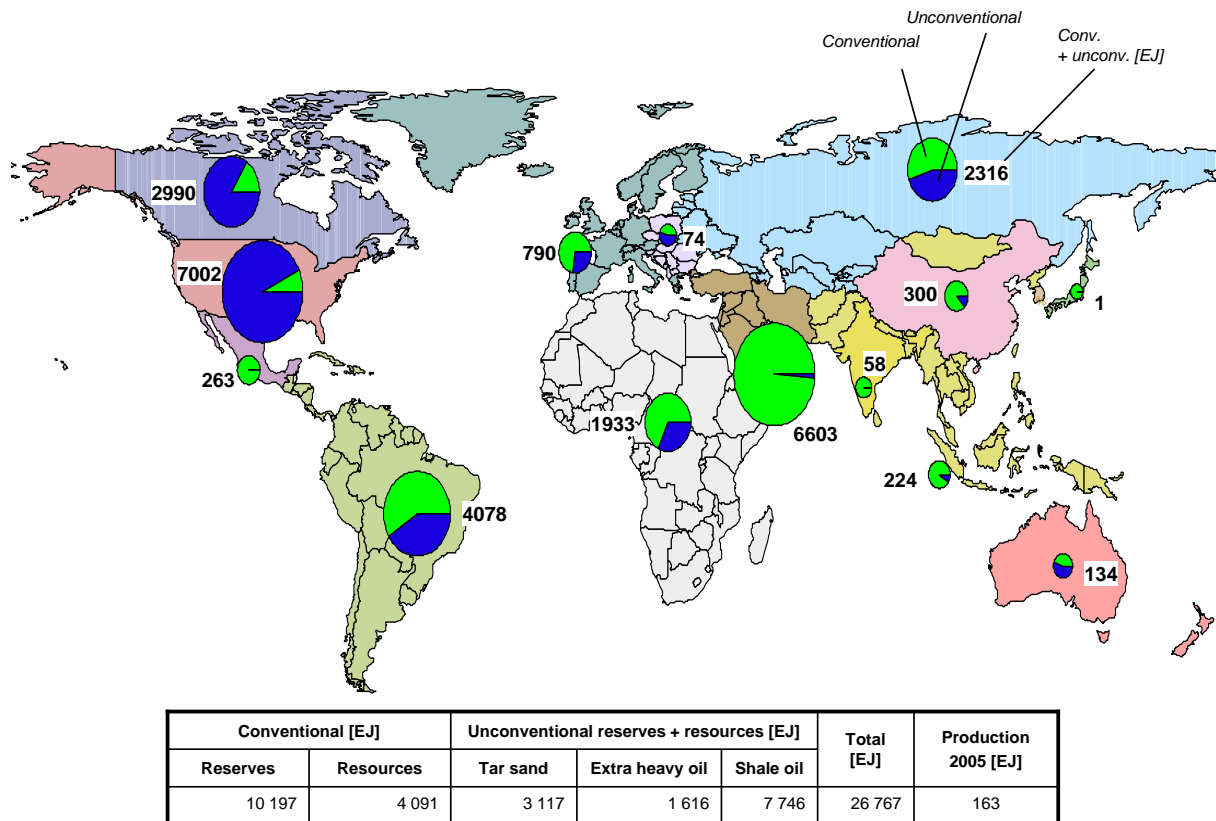 Unconventional
Conventional
Conv.
+ unconv. [EJ]
2990
2316
7002
790
74
300
1
263
58
1933
6603
224
4078
134
Conventional [EJ] Unconventional reserves + resources [EJ] Total [EJ] Production 2005 [EJ]
Reserves Resources Tar sand Extra heavy oil Shale oil
10 197 4 091 3 117 1 616 7 746 26 767 163